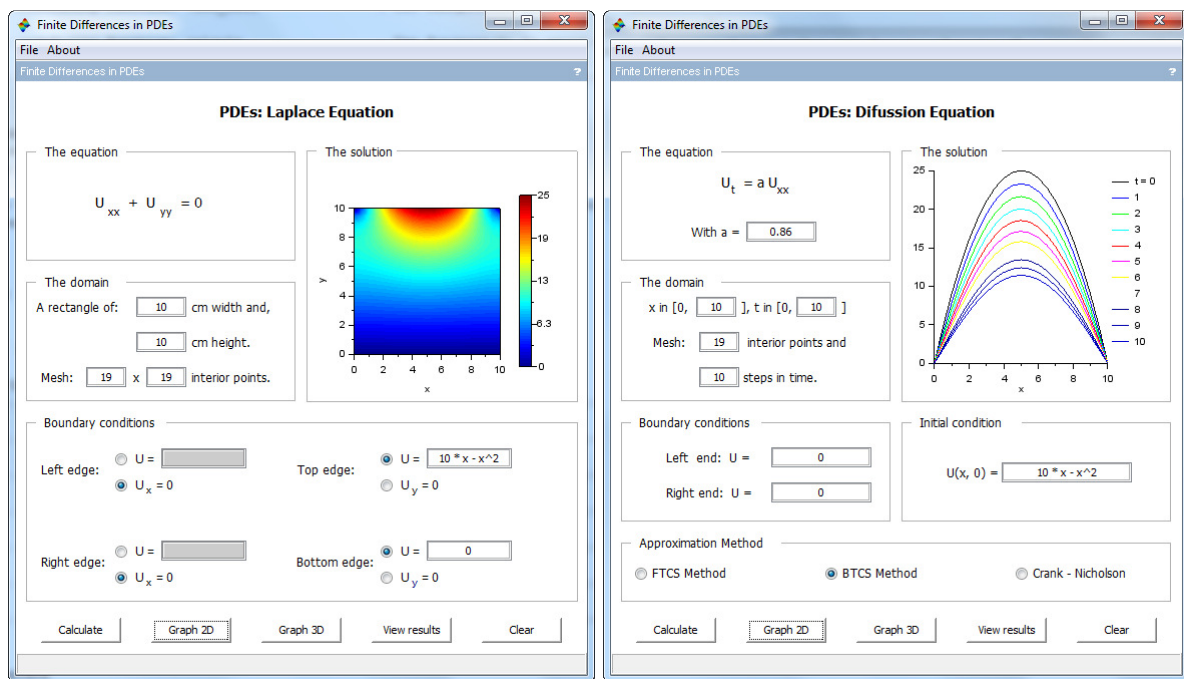 Finite Differences in PDEs
File About
Finite Differences in PDEs ?
PDEs: Laplace Equation
The equation
U xx + U yy = 0
The solution
25
19
13
6.3
0
10
8
6
4
2
0
y
0 2 4 6 8 10
x
The domain
A rectangle of: 10 cm width and,
10 cm height.
Mesh: 19 x 19 interior points.
Boundary conditions
Left edge: U =
U x = 0
Top edge: U = 10 * x - x^2
U y = 0
Right edge: U =
U x = 0
Bottom edge: U = 0
U y = 0
Calculate Graph 2D Graph 3D View results Clear
Finite Differences in PDEs
File About
Finite Differences in PDEs ?
PDEs: Difussion Equation
The equation
U t = a U xx
With a = 0.86
The solution
25
20
15
10
5
0
0 2 4 6 8 10
x
t = 0
1
2
3
4
5
6
7
8
9
10
The domain
x in [0, 10 ], t in [0, 10 ]
Mesh: 19 interior points and
10 steps in time.
Boundary conditions
Left end: U = 0
Right end: U = 0
Initial condition
U(x, 0) = 10 * x - x^2
Approximation Method
FTCS Method BTCS Method Crank - Nicholson
Calculate Graph 2D Graph 3D View results Clear